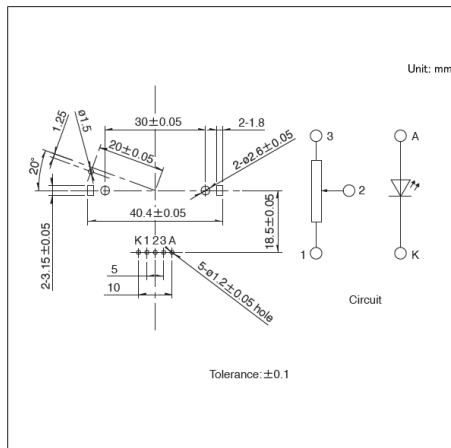 Unit: mm
30±0.05
2-1.8
1.25
ø1.5
20±0.05
2-ø2.6±0.05
20°
40.4±0.05
2-3.15±0.05
18.5±0.05
K 1 2 3 A
5
10
5-ø1.2±0.05 hole
3
A
2
1
K
Circuit
Tolerance:±0.1